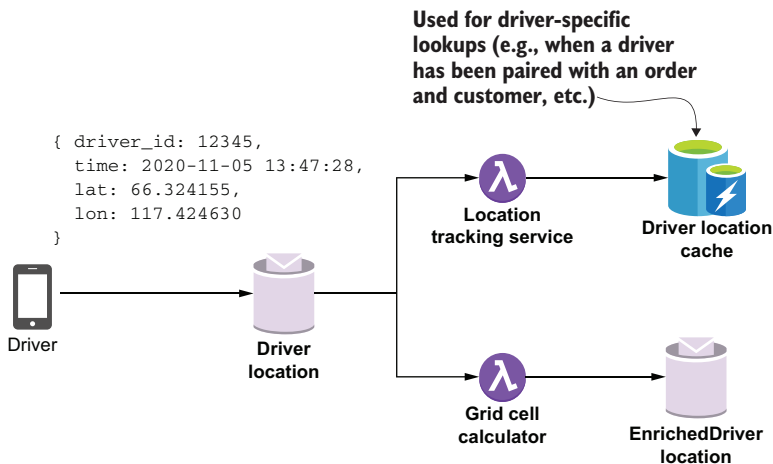 Used for driver-specific
lookups (e.g., when a driver
has been paired with an order
and customer, etc.)
{ driver_id: 12345,
time: 2020-11-05 13:47:28,
lat: 66.324155,
lon: 117.424630
}
λ
Location
tracking service
Driver location
cache
Driver
Driver
location
λ
Grid cell
calculator
EnrichedDriver
location